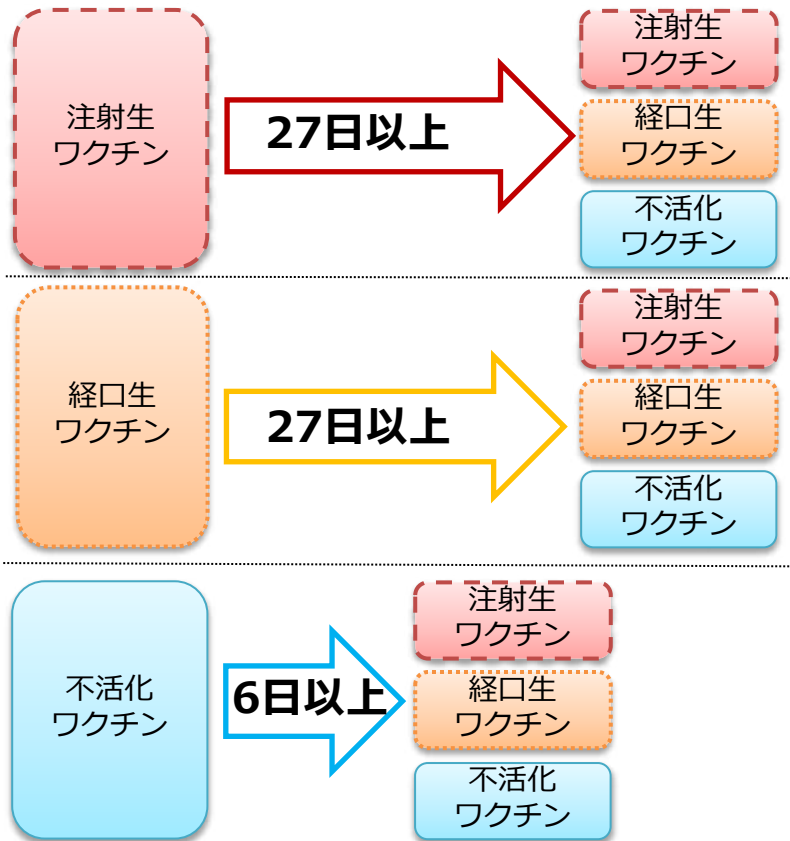 注射生
ワクチン
27日以上
注射生
ワクチン
経口生
ワクチン
不活化
ワクチン
経口生
ワクチン
27日以上
注射生
ワクチン
経口生
ワクチン
不活化
ワクチン
不活化
ワクチン
6日以上
注射生
ワクチン
経口生
ワクチン
不活化
ワクチン